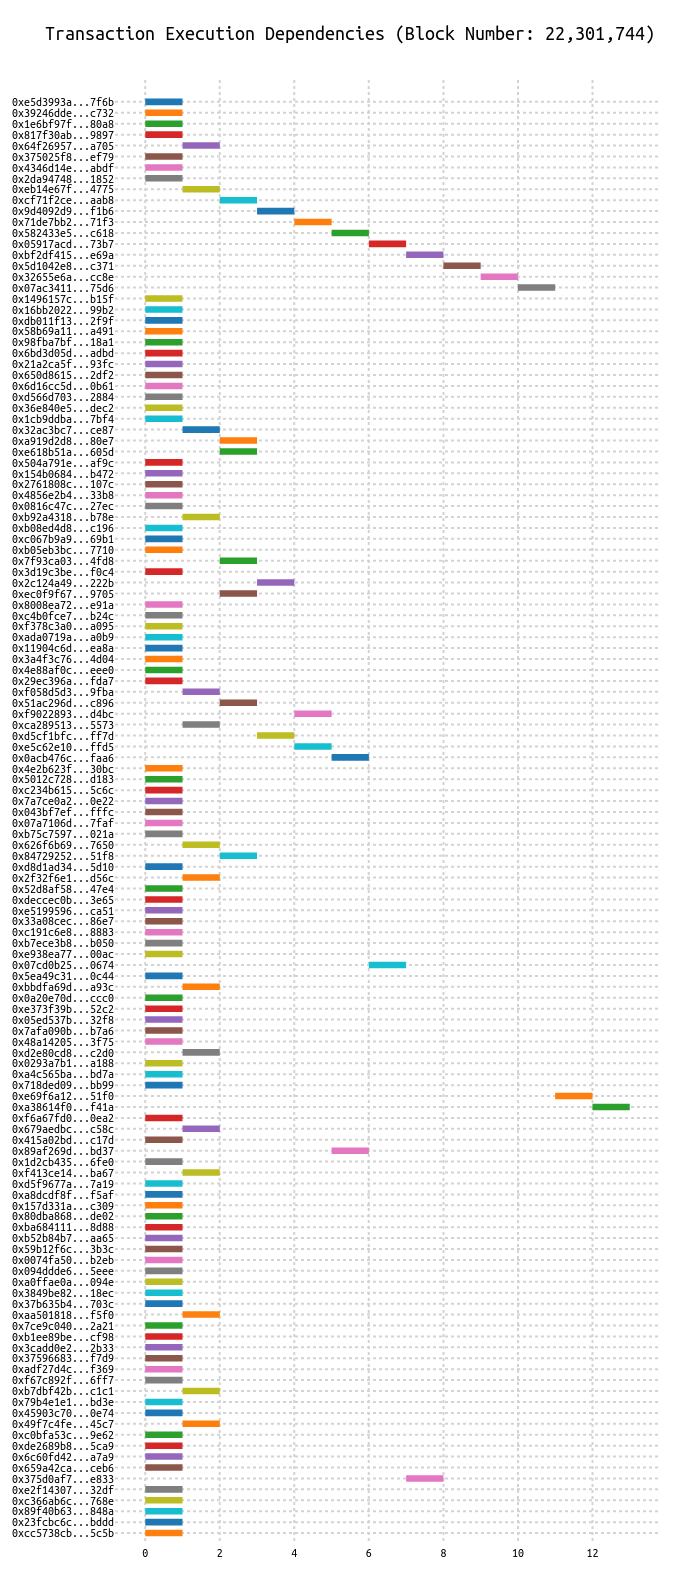 Transaction Execution Dependencies (Block Number: 22,301,744)
0xe5d3993a...7f6b
0x39246dde...c732
0x1e6bf97f...80a8
0x817f30ab...9897
0x64f26957...a705
0x375025f8...ef79
0x4346d14e...abdf
0x2da94748...1852
0xeb14e67f...4775
0xcf71f2ce...aab8
0x9d4092d9...f1b6
0x71de7bb2...71f3
0x582433e5...c618
0x05917acd...73b7
0xbf2df415...e69a
0x5d1042e8...c371
0x32655e6a...cc8e
0x07ac3411...75d6
0x1496157c...b15f
0x16bb2022...99b2
0xdb011f13...2f9f
0x58b69a11...a491
0x98fba7bf...18a1
0x6bd3d05d...adbd
0x21a2ca5f...93fc
0x650d8615...2df2
0x6d16cc5d...0b61
0xd566d703...2884
0x36e840e5...dec2
0x1cb9ddba...7bf4
0x32ac3bc7...ce87
0xa919d2d8...80e7
0xe618b51a...605d
0x504a791e...af9c
0x154b0684...b472
0x2761808c...107c
0x4856e2b4...33b8
0x0816c47c...27ec
0xb92a4318...b78e
0xb08ed4d8...c196
0xc067b9a9...69b1
0xb05eb3bc...7710
0x7f93ca03...4fd8
0x3d19c3be...f0c4
0x2c124a49...222b
0xec0f9f67...9705
0x8008ea72...e91a
0xc4b0fce7...b24c
0xf378c3a0...a095
0xada0719a...a0b9
0x11904c6d...ea8a
0x3a4f3c76...4d04
0x4e88af0c...eee0
0x29ec396a...fda7
0xf058d5d3...9fba
0x51ac296d...c896
0xf9022893...d4bc
0xca289513...5573
0xd5cf1bfc...ff7d
0xe5c62e10...ffd5
0x0acb476c...faa6
0x4e2b623f...30bc
0x5012c728...d183
0xc234b615...5c6c
0x7a7ce0a2...0e22
0x043bf7ef...fffc
0x07a7106d...7faf
0xb75c7597...021a
0x626f6b69...7650
0x84729252...51f8
0xd8d1ad34...5d10
0x2f32f6e1...d56c
0x52d8af58...47e4
0xdeccec0b...3e65
0xe5199596...ca51
0x33a08cec...86e7
0xc191c6e8...8883
0xb7ece3b8...b050
0xe938ea77...00ac
0x07cd0b25...0674
0x5ea49c31...0c44
0xbbdfa69d...a93c
0x0a20e70d...ccc0
0xe373f39b...52c2
0x05ed537b...32f8
0x7afa090b...b7a6
0x48a14205...3f75
0xd2e80cd8...c2d0
0x0293a7b1...a188
0xa4c565ba...bd7a
0x718ded09...bb99
0xe69f6a12...51f0
0xa38614f0...f41a
0xf6a67fd0...0ea2
0x679aedbc...c58c
0x415a02bd...c17d
0x89af269d...bd37
0x1d2cb435...6fe0
0xf413ce14...ba67
0xd5f9677a...7a19
0xa8dcdf8f...f5af
0x157d331a...c309
0x80dba868...de02
0xba684111...8d88
0xb52b84b7...aa65
0x59b12f6c...3b3c
0x0074fa50...b2eb
0x094ddde6...5eee
0xa0ffae0a...094e
0x3849be82...18ec
0x37b635b4...703c
0xaa501818...f5f0
0x7ce9c040...2a21
0xb1ee89be...cf98
0x3cadd0e2...2b33
0x37596683...f7d9
0xadf27d4c...f369
0xf67c892f...6ff7
0xb7dbf42b...c1c1
0x79b4e1e1...bd3e
0x45903c70...0e74
0x49f7c4fe...45c7
0xc0bfa53c...9e62
0xde2689b8...5ca9
0x6c60fd42...a7a9
0x659a42ca...ceb6
0x375d0af7...e833
0xe2f14307...32df
0xc366ab6c...768e
0x89f40b63...848a
0x23fcbc6c...bddd
0xcc5738cb...5c5b
0 2 4 6 8 10 12